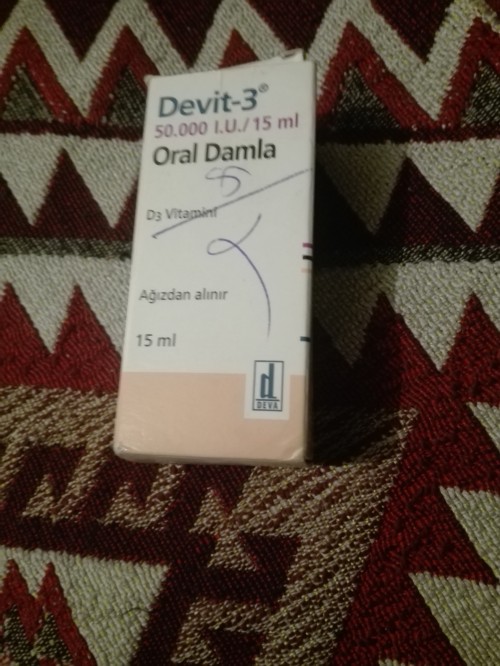 Devit-3®
50.000 I.U./15 ml
Oral Damla
D3 Vitamini
Ağızdan alınır
15 ml
d
DEVA